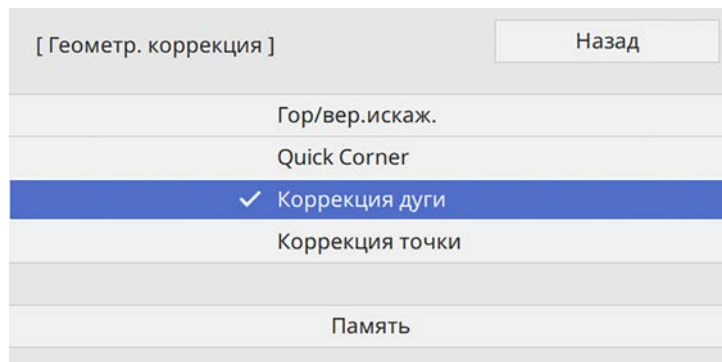 [ Геометр. коррекция ]
Назад
Гор/вер.искаж.
Quick Corner
Коррекция дуги
Коррекция точки
Память